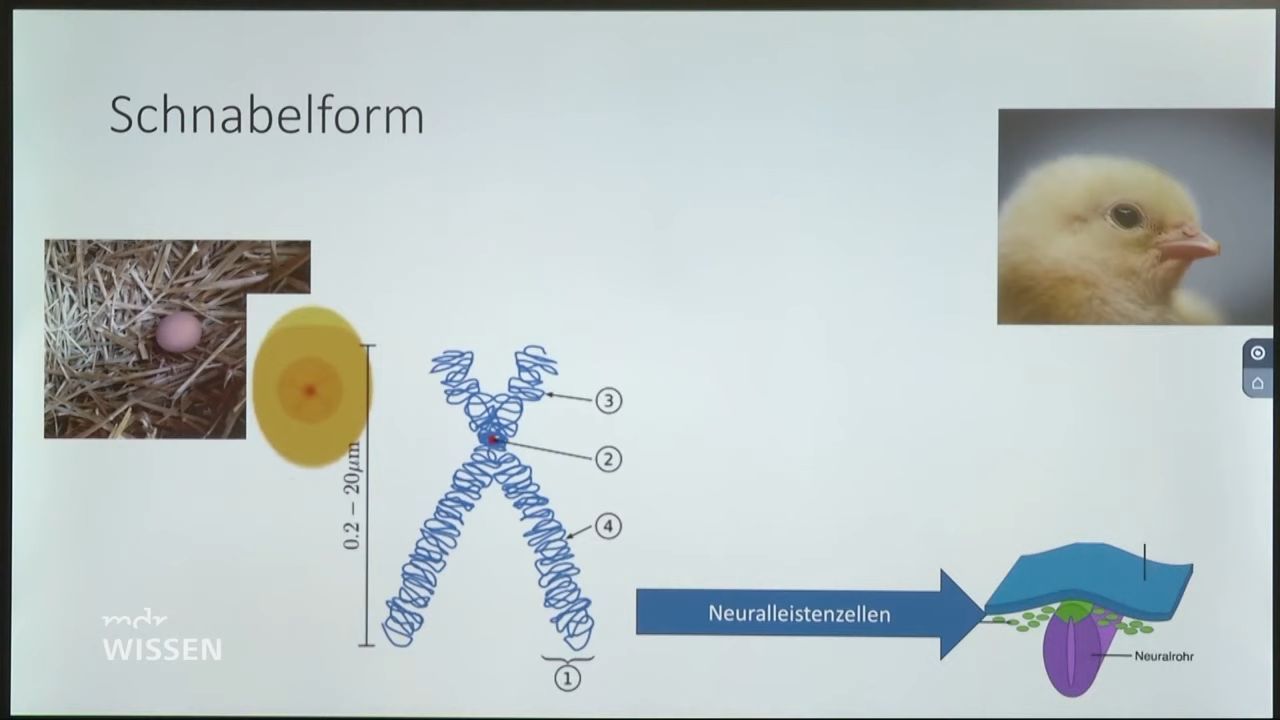 Schnabelform
0.2 – 20µm
3
2
4
1
Neuralleistenzellen
Neuralrohr
mdr
WISSEN